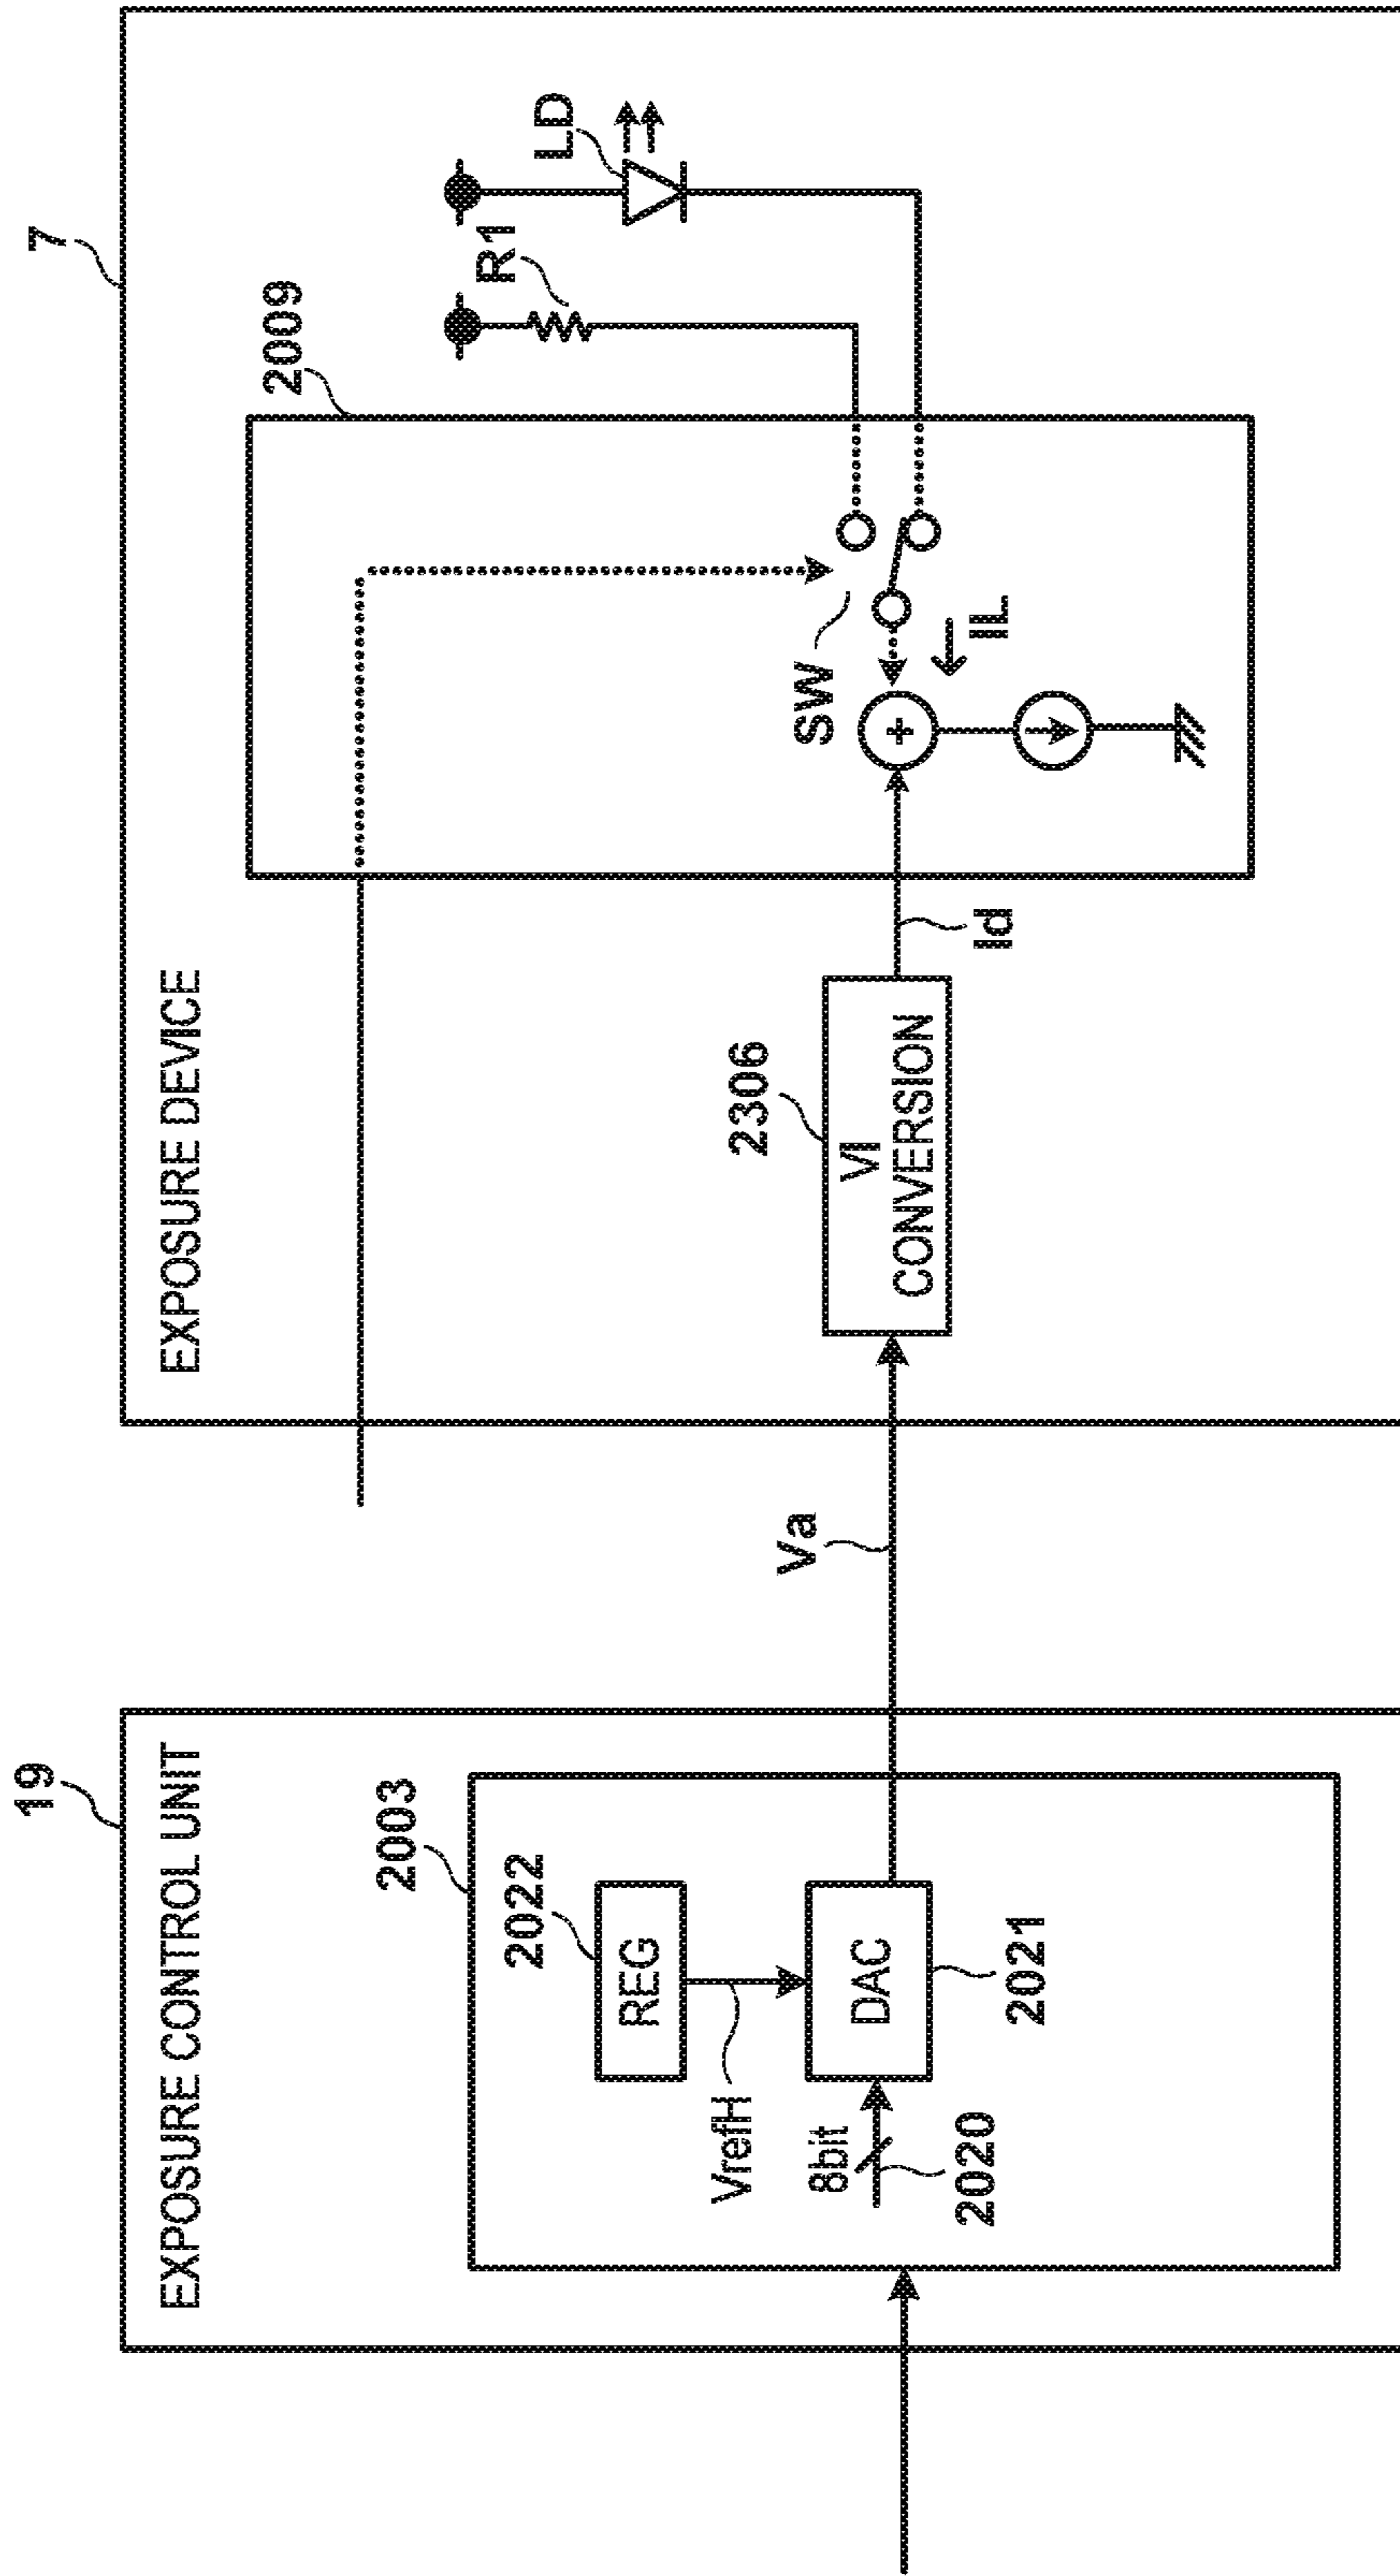 19
EXPOSURE CONTROL UNIT
2003
2022
REG
VrefH
8bit
DAC
2020
2021
Va
7
EXPOSURE DEVICE
2009
2306
VI
CONVERSION
Id
SW
IL
R1
LD
+